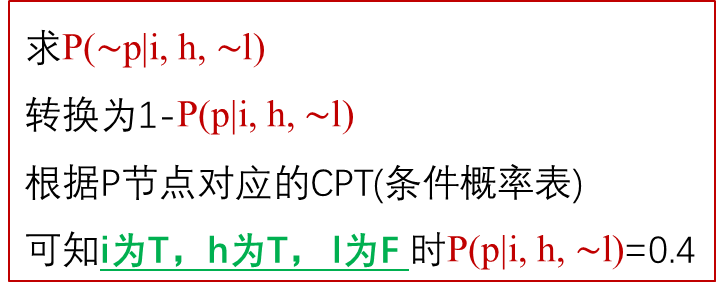 求P(~p|i, h, ~l)
转换为1-P(p|i, h, ~l)
根据P节点对应的CPT(条件概率表)
可知i为T，h为T， l为F 时P(p|i, h, ~l)=0.4